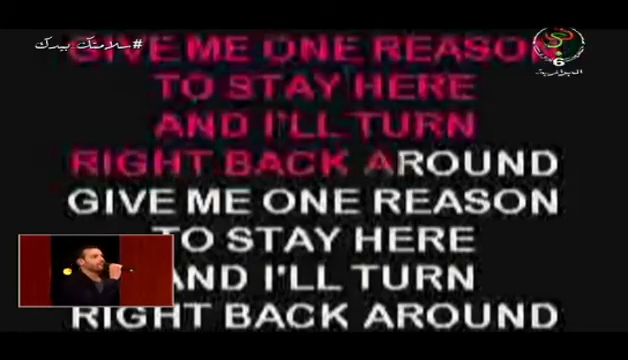 #سلامتك بيدك
6
GIVE ME ONE REASON
TO STAY HERE
AND I'LL TURN
RIGHT BACK AROUND
GIVE ME ONE REASON
TO STAY HERE
AND I'LL TURN
RIGHT BACK AROUND